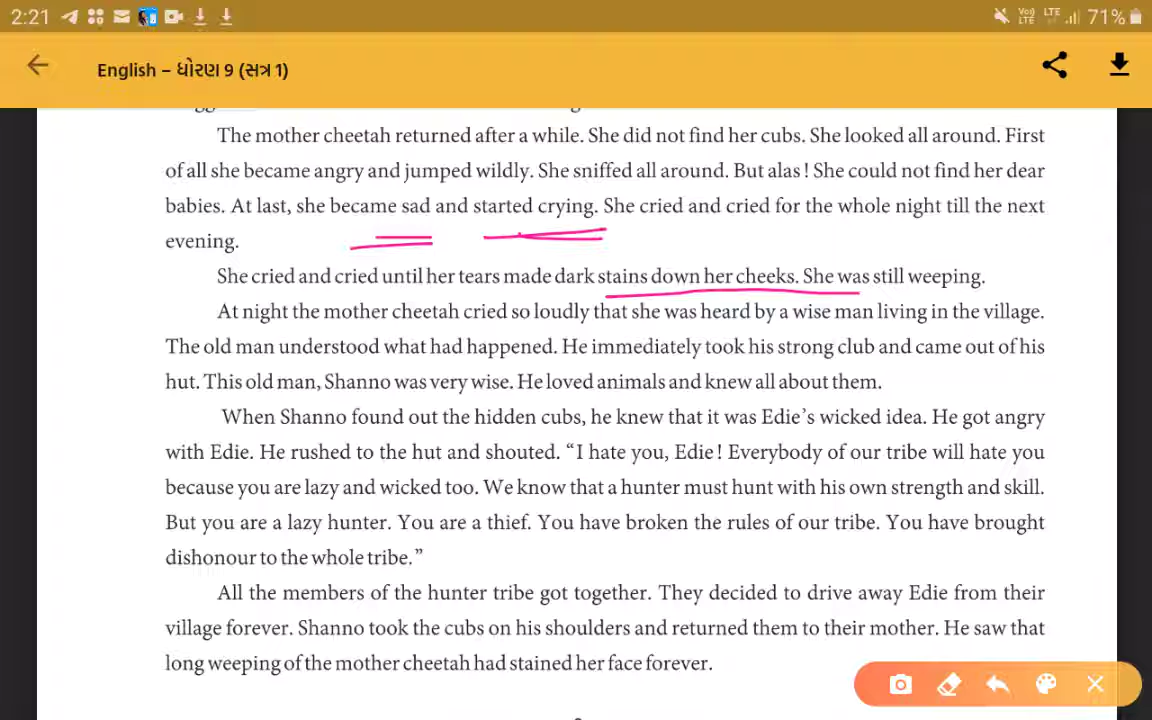 2:21 71%
English – ધોરણ 9 (સત્ર 1)
The mother cheetah returned after a while. She did not find her cubs. She looked all around. First
of all she became angry and jumped wildly. She sniffed all around. But alas ! She could not find her dear
babies. At last, she became sad and started crying. She cried and cried for the whole night till the next
evening.
She cried and cried until her tears made dark stains down her cheeks. She was still weeping.
At night the mother cheetah cried so loudly that she was heard by a wise man living in the village.
The old man understood what had happened. He immediately took his strong club and came out of his
hut. This old man, Shanno was very wise. He loved animals and knew all about them.
When Shanno found out the hidden cubs, he knew that it was Edie’s wicked idea. He got angry
with Edie. He rushed to the hut and shouted. “I hate you, Edie ! Everybody of our tribe will hate you
because you are lazy and wicked too. We know that a hunter must hunt with his own strength and skill.
But you are a lazy hunter. You are a thief. You have broken the rules of our tribe. You have brought
dishonour to the whole tribe.”
All the members of the hunter tribe got together. They decided to drive away Edie from their
village forever. Shanno took the cubs on his shoulders and returned them to their mother. He saw that
long weeping of the mother cheetah had stained her face forever.